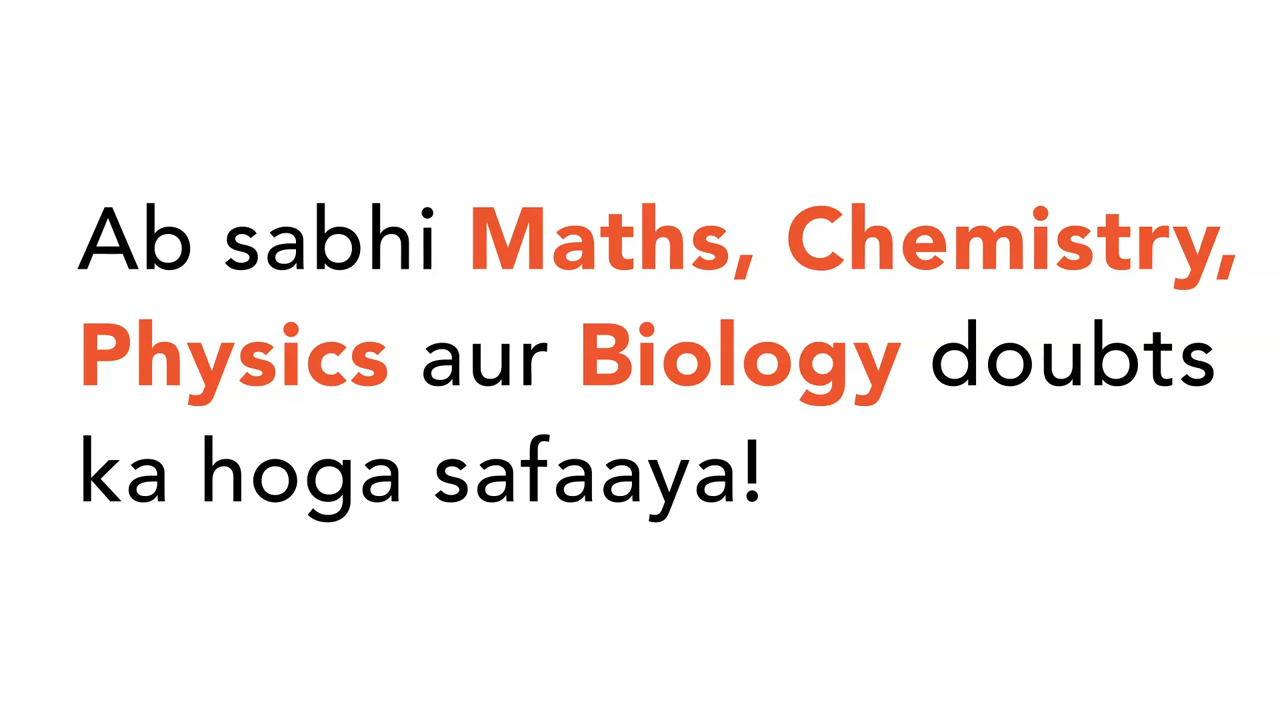 Ab sabhi Maths, Chemistry,
Physics aur Biology doubts
ka hoga safaaya!